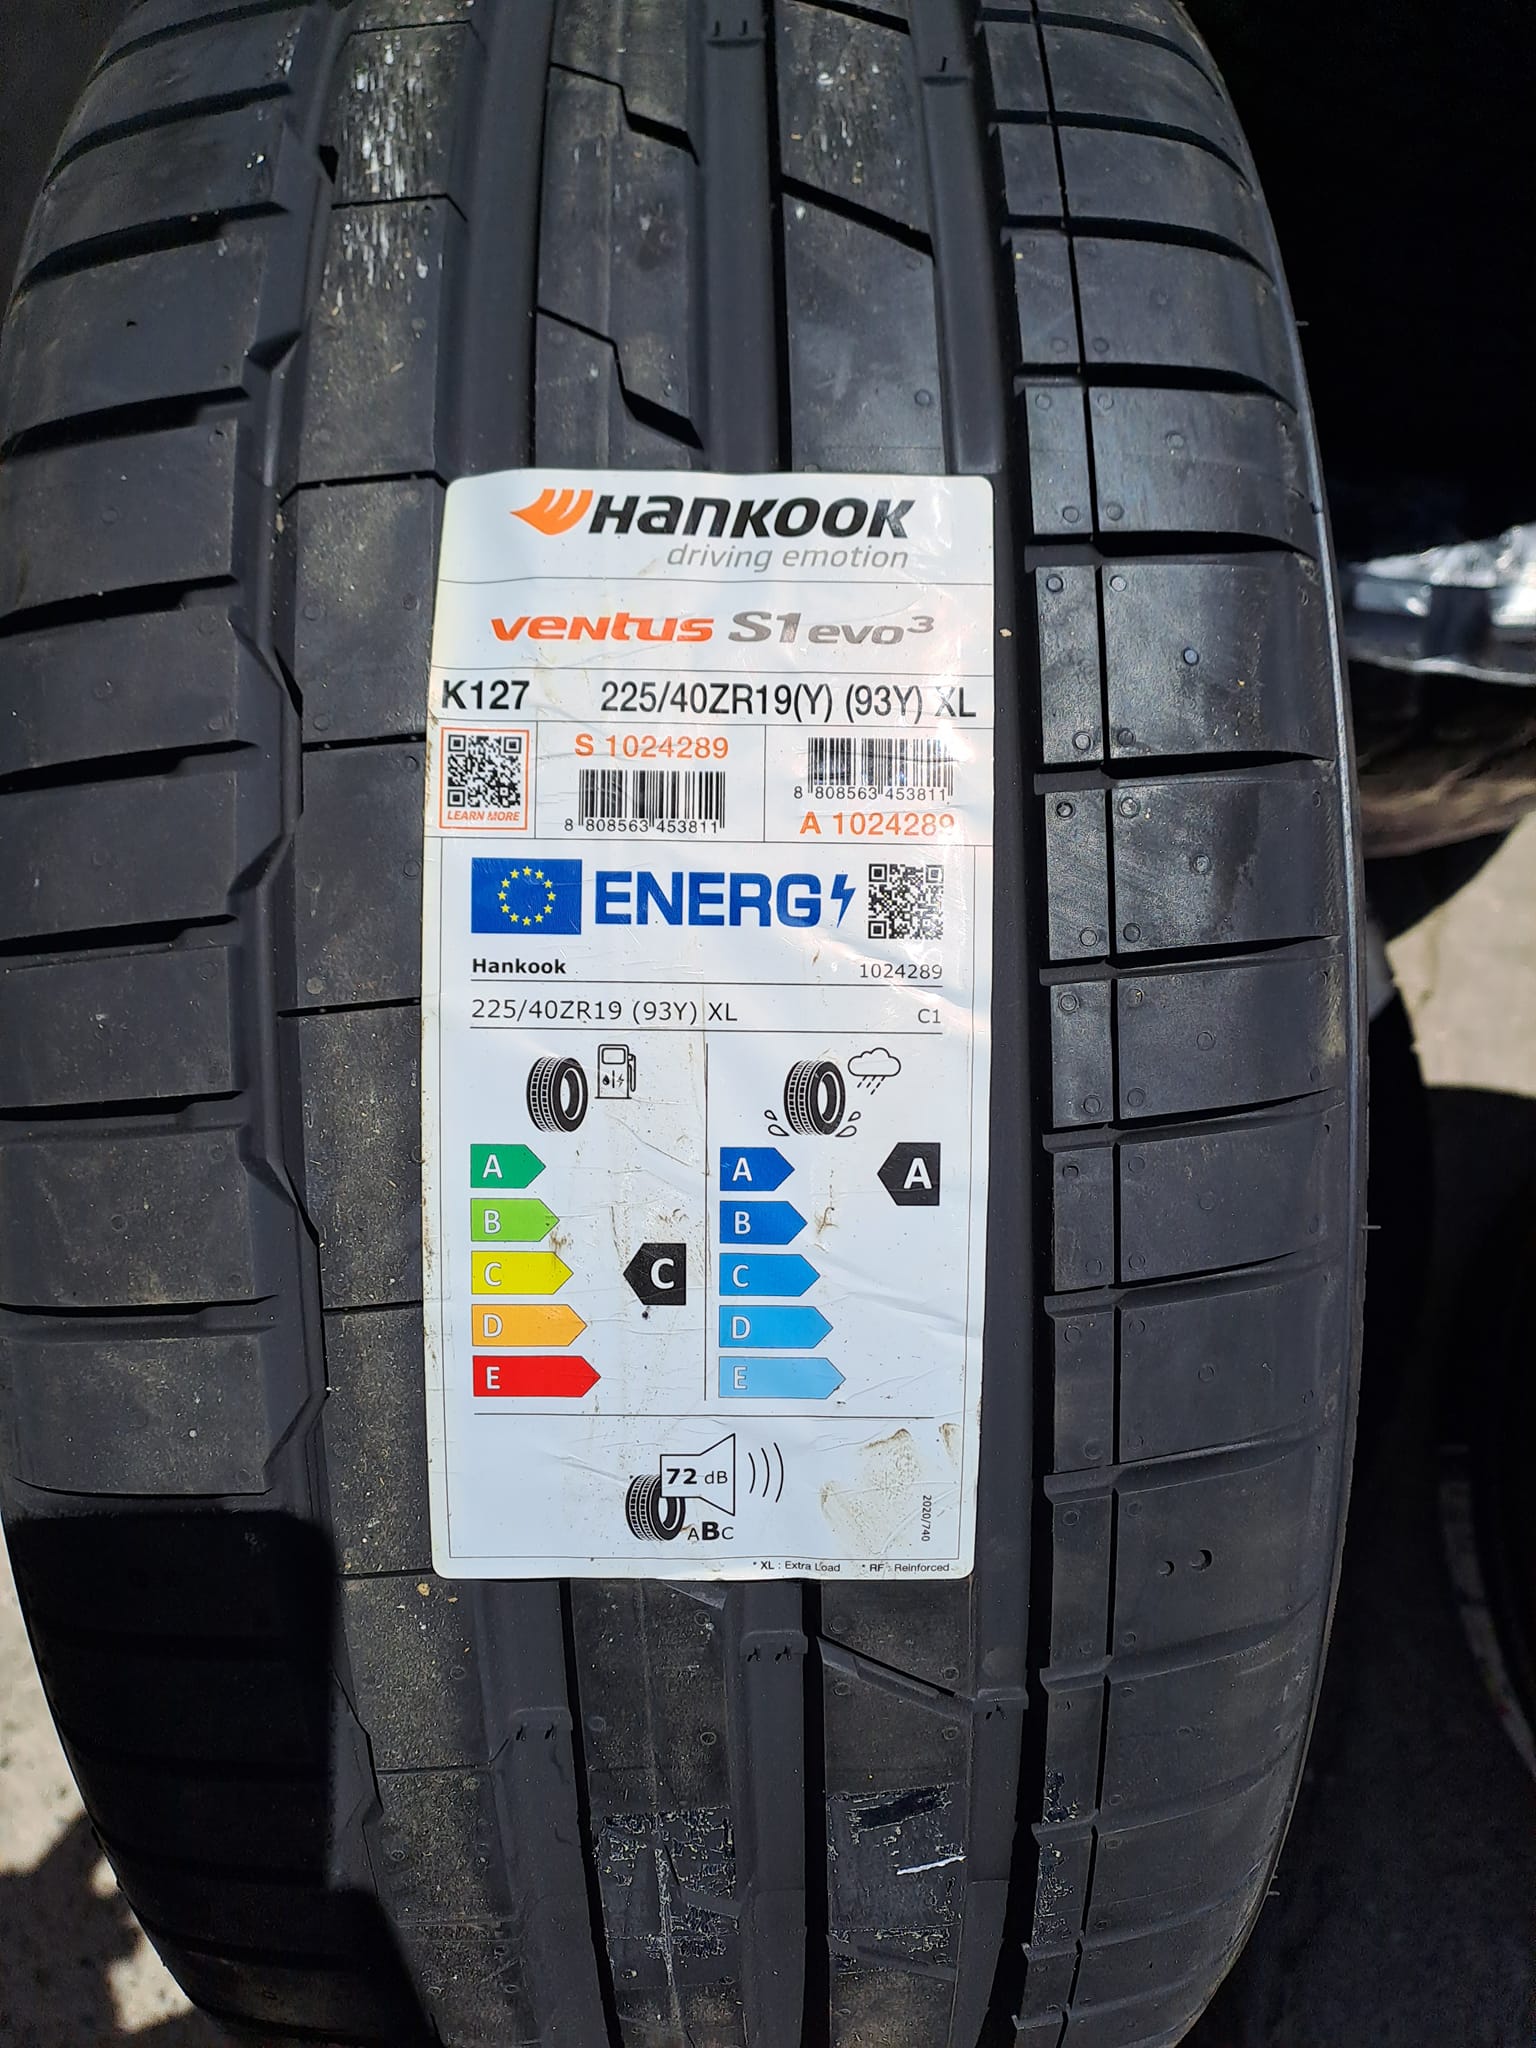 HANKOOK
driving emotion
ventus S1 evo³
K127 225/40ZR19(Y) (93Y) XL
LEARN MORE
S 1024289
8 808563 453811
8 808563 453811
A 1024289
ENERG
Hankook 1024289
225/40ZR19 (93Y) XL C1
A
B
C
D
E
C
A
B
C
D
E
A
72 dB
ABC
2020/740
* XL : Extra Load * RF : Reinforced